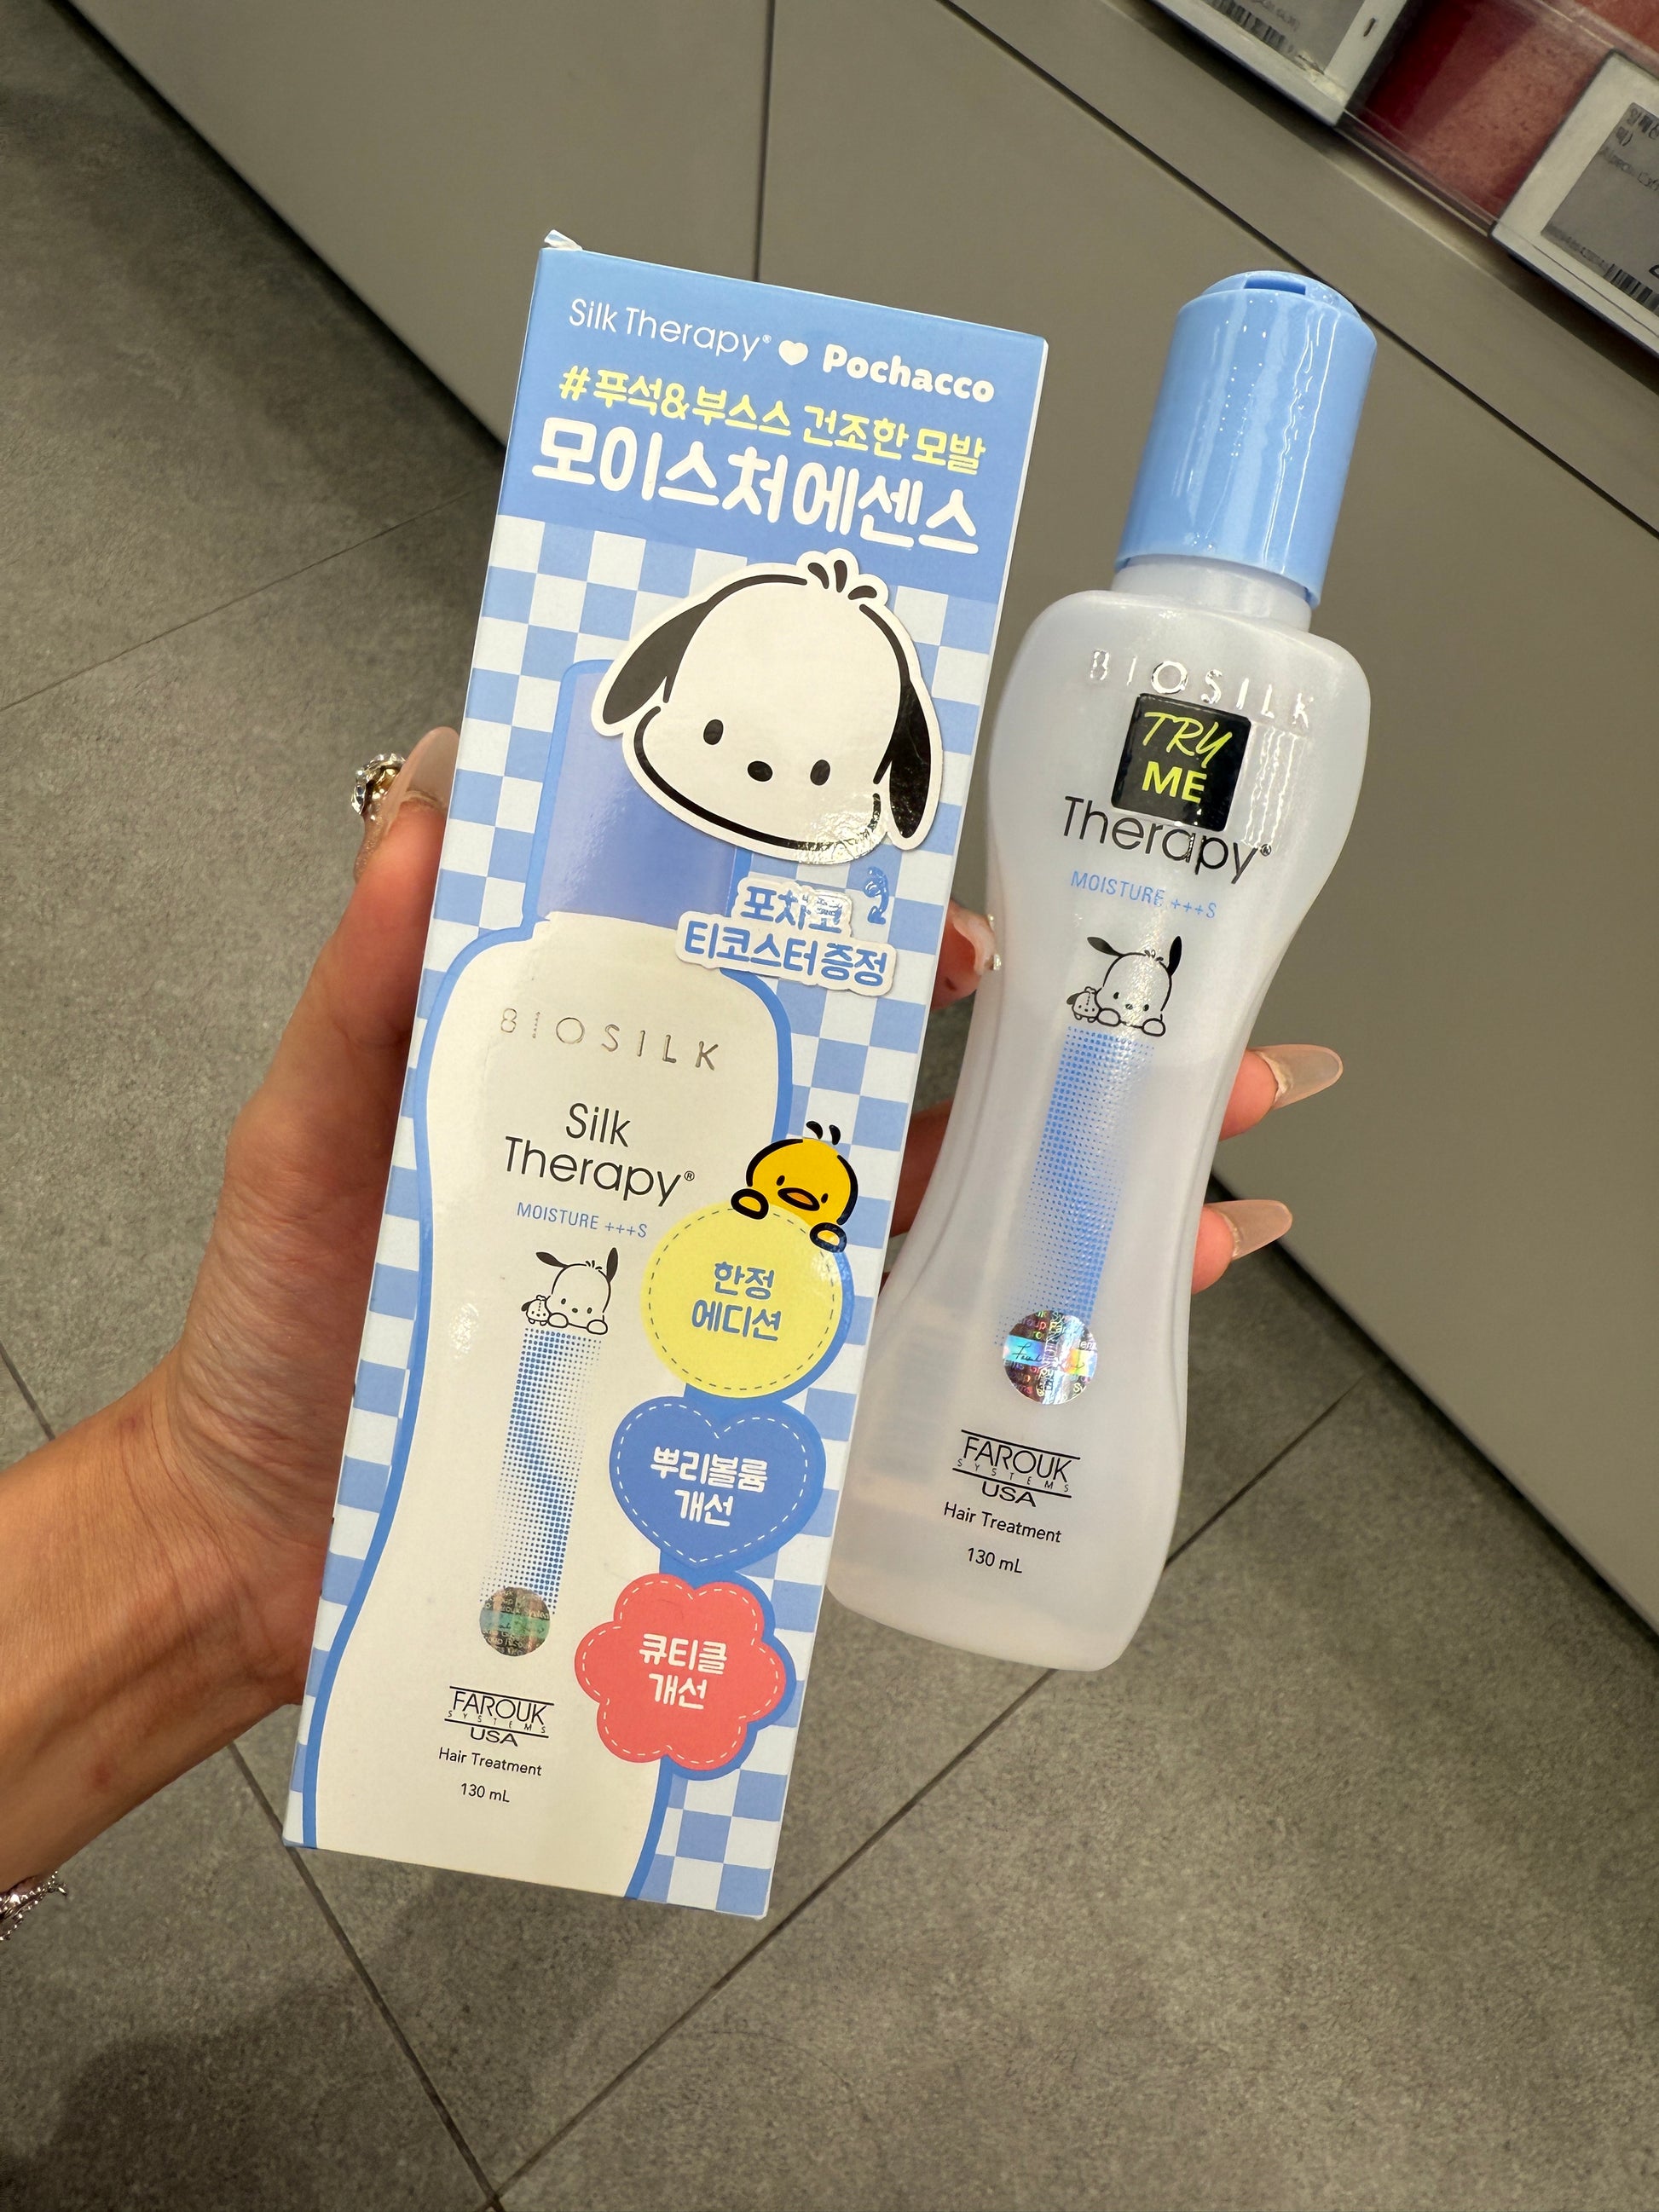 Silk Therapy® Pochacco
#푸석&부스스 건조한 모발
모이스처에센스
포차코
티코스터증정
BIOSILK
Silk
Therapy®
MOISTURE +++S
한정
에디션
뿌리볼륨
개선
큐티클
개선
FAROUK
SYSTEMS
USA
Hair Treatment
130 mL
BIOSILK
TRY
ME
Therapy®
MOISTURE +++S
FAROUK
SYSTEMS
USA
Hair Treatment
130 mL